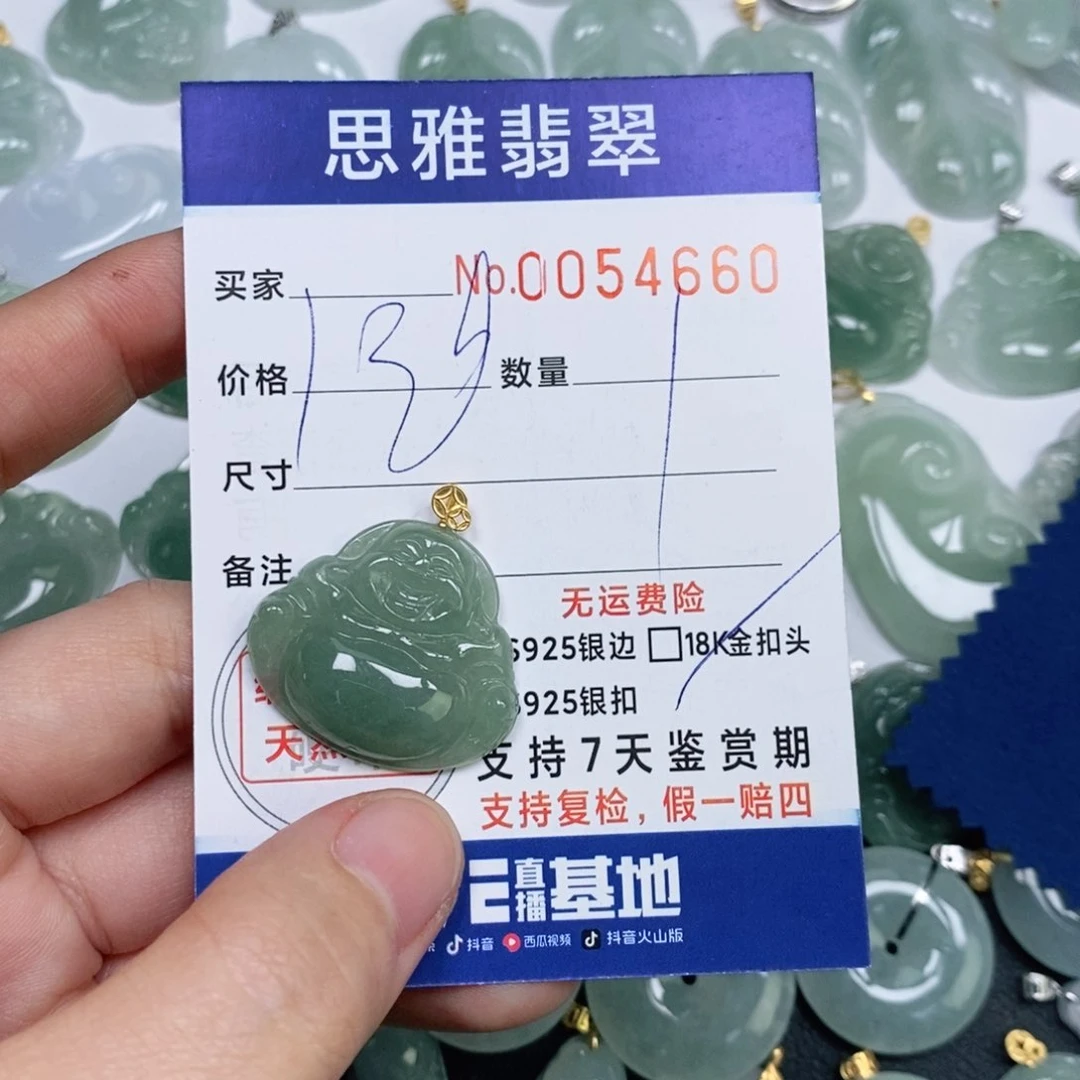 思雅翡翠
买家 No.0054660
价格 数量
尺寸
备注
无运费险
S925银边 □18K金扣头
925银扣
天然
支持7天鉴赏期
支持复检，假一赔四
直播基地
抖音 西瓜视频 抖音火山版